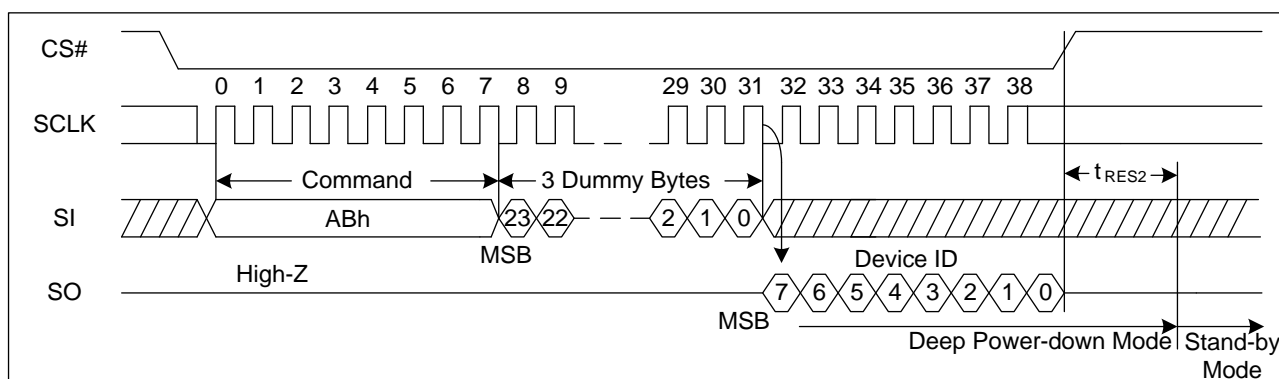 CS#
0 1 2 3 4 5 6 7 8 9 29 30 31 32 33 34 35 36 37 38
SCLK
Command 3 Dummy Bytes tRES2
SI ABh 23 22 2 1 0
MSB
High-Z Device ID
SO 7 6 5 4 3 2 1 0
MSB
Deep Power-down Mode Stand-by
Mode